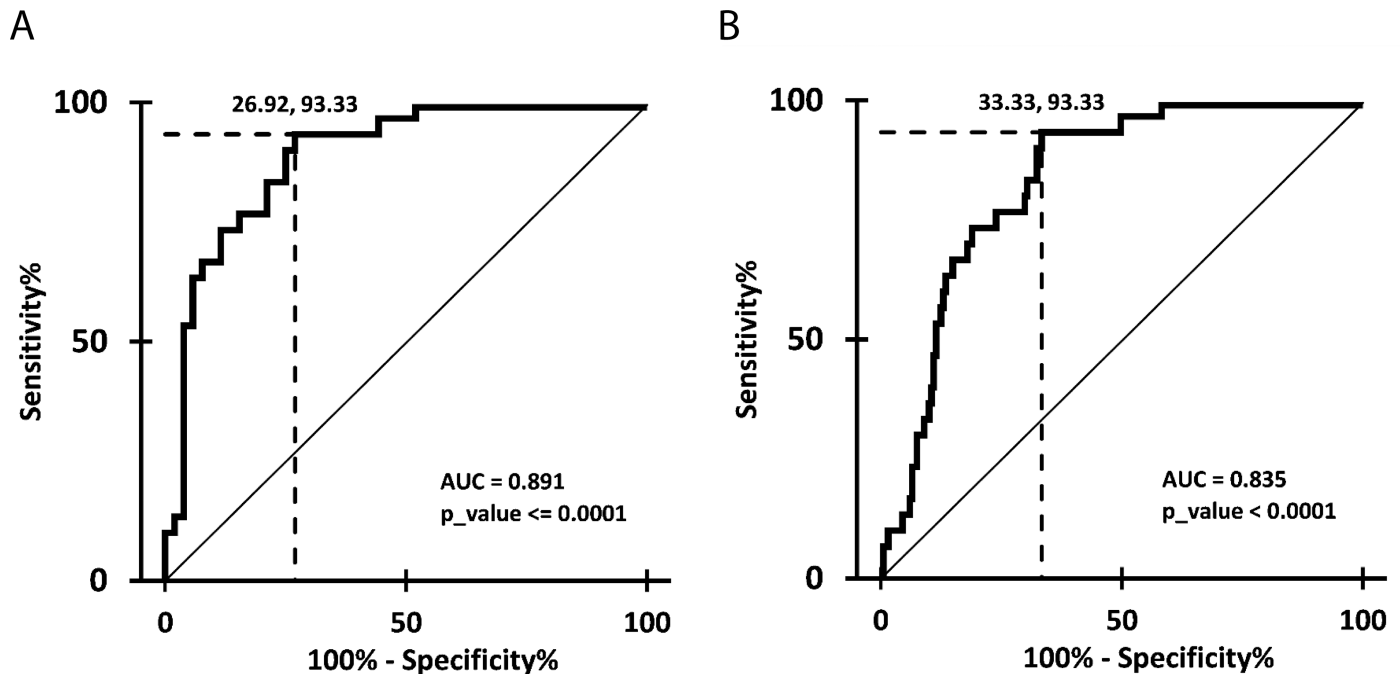 A
100
26.92, 93.33
50
0
Sensitivity%
AUC = 0.891
p_value <= 0.0001
0
50
100
100% - Specificity%
B
100
33.33, 93.33
50
0
Sensitivity%
AUC = 0.835
p_value < 0.0001
0
50
100
100% - Specificity%